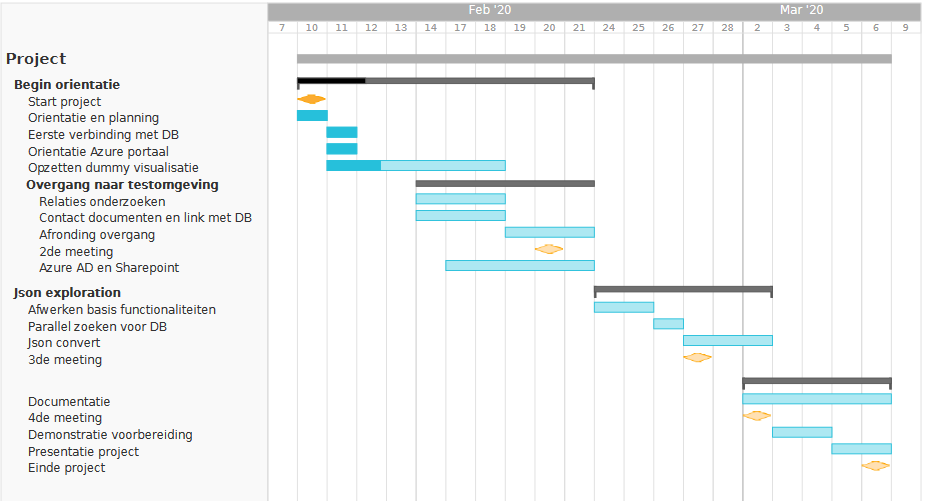 Feb '20 Mar '20
7 10 11 12 13 14 17 18 19 20 21 24 25 26 27 28 2 3 4 5 6 9
Project
Begin orientatie
Start project
Orientatie en planning
Eerste verbinding met DB
Orientatie Azure portaal
Opzetten dummy visualisatie
Overgang naar testomgeving
Relaties onderzoeken
Contact documenten en link met DB
Afronding overgang
2de meeting
Azure AD en Sharepoint
Json exploration
Afwerken basis functionaliteiten
Parallel zoeken voor DB
Json convert
3de meeting
Documentatie
4de meeting
Demonstratie voorbereiding
Presentatie project
Einde project